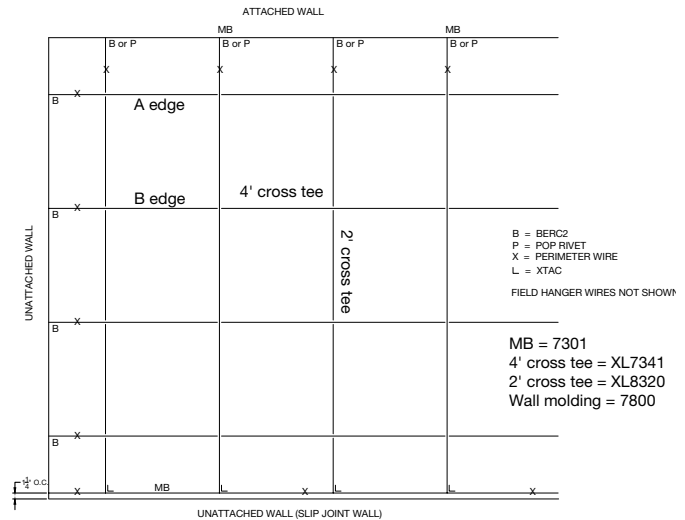 ATTACHED WALL
MB
MB
B or P
B or P
B or P
B or P
X
X
X
X
X
B
A edge
B edge
4' cross tee
B
2' cross tee
UNATTACHED WALL
B = BERC2
P = POP RIVET
X = PERIMETER WIRE
L = XTAC
FIELD HANGER WIRES NOT SHOWN
X
B
X
B
X
MB = 7301
4' cross tee = XL7341
2' cross tee = XL8320
Wall molding = 7800
X
B
O.C.
X
L
MB
L
X
L
L
X
UNATTACHED WALL (SLIP JOINT WALL)